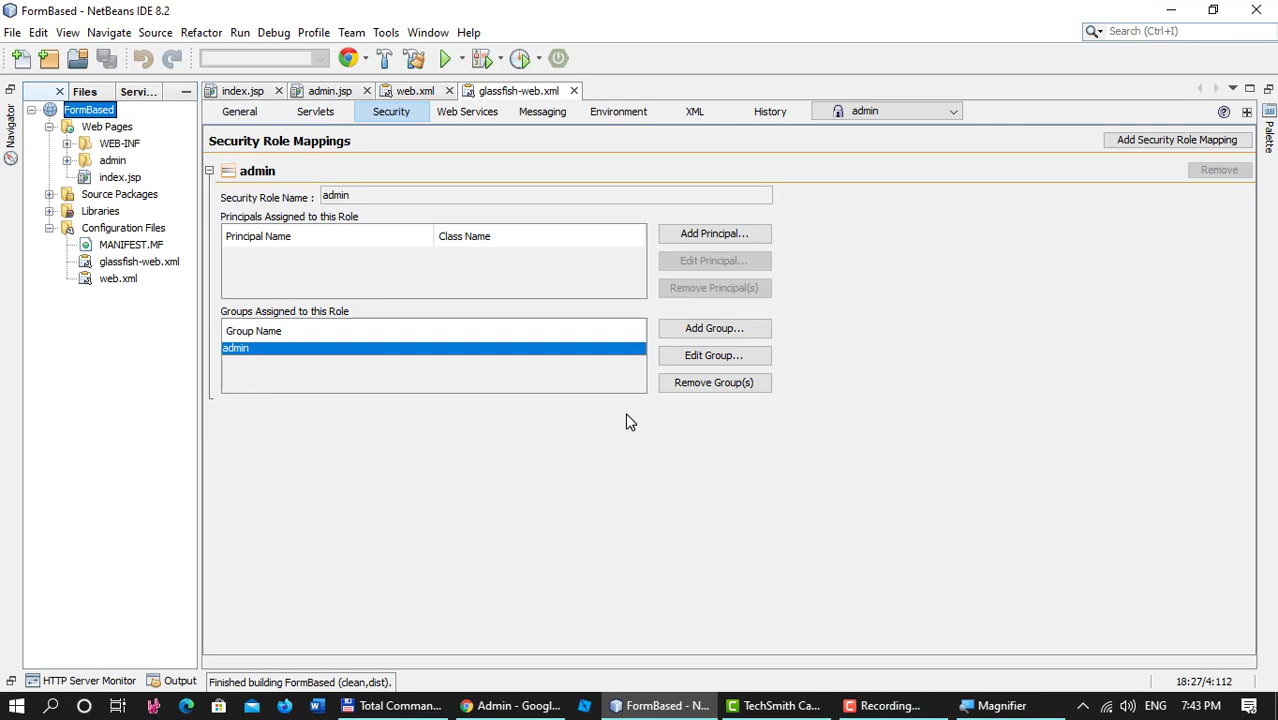 FormBased - NetBeans IDE 8.2
File Edit View Navigate Source Refactor Run Debug Profile Team Tools Window Help
Search (Ctrl+I)
Files Servi...
index.jsp admin.jsp web.xml glassfish-web.xml
Navigator
Palette
General Servlets Security Web Services Messaging Environment XML History admin
FormBased
Web Pages
WEB-INF
admin
index.jsp
Source Packages
Libraries
Configuration Files
MANIFEST.MF
glassfish-web.xml
web.xml
Security Role Mappings
Add Security Role Mapping
admin
Remove
Security Role Name : admin
Principals Assigned to this Role
Principal Name Class Name
Add Principal...
Edit Principal...
Remove Principal(s)
Groups Assigned to this Role
Group Name
admin
Add Group...
Edit Group...
Remove Group(s)
HTTP Server Monitor Output Finished building FormBased (clean,dist). 18:27/4:112
Total Comman... Admin - Googl... FormBased - N... TechSmith Ca... Recording... Magnifier ENG 7:43 PM